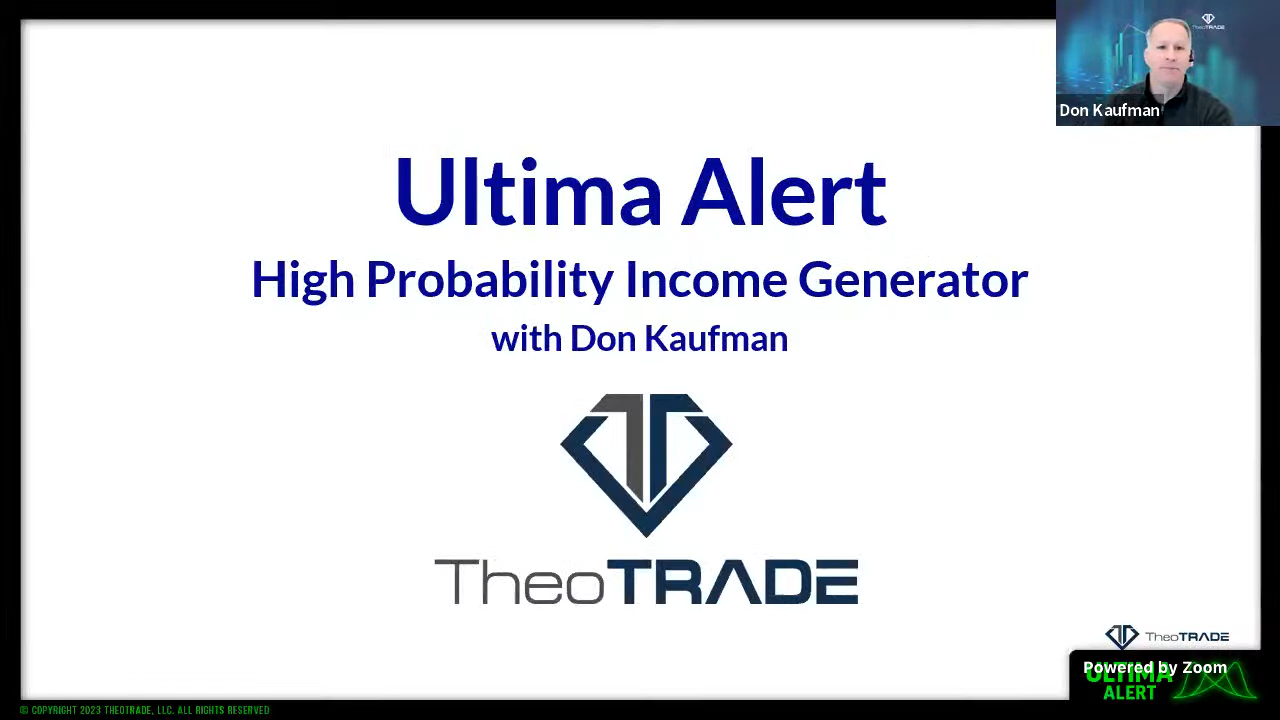 TheoTRADE
Don Kaufman
Ultima Alert
High Probability Income Generator
with Don Kaufman
TheoTRADE
TheoTRADE
Powered by Zoom
ULTIMA
ALERT
© COPYRIGHT 2023 THEOTRADE, LLC. ALL RIGHTS RESERVED